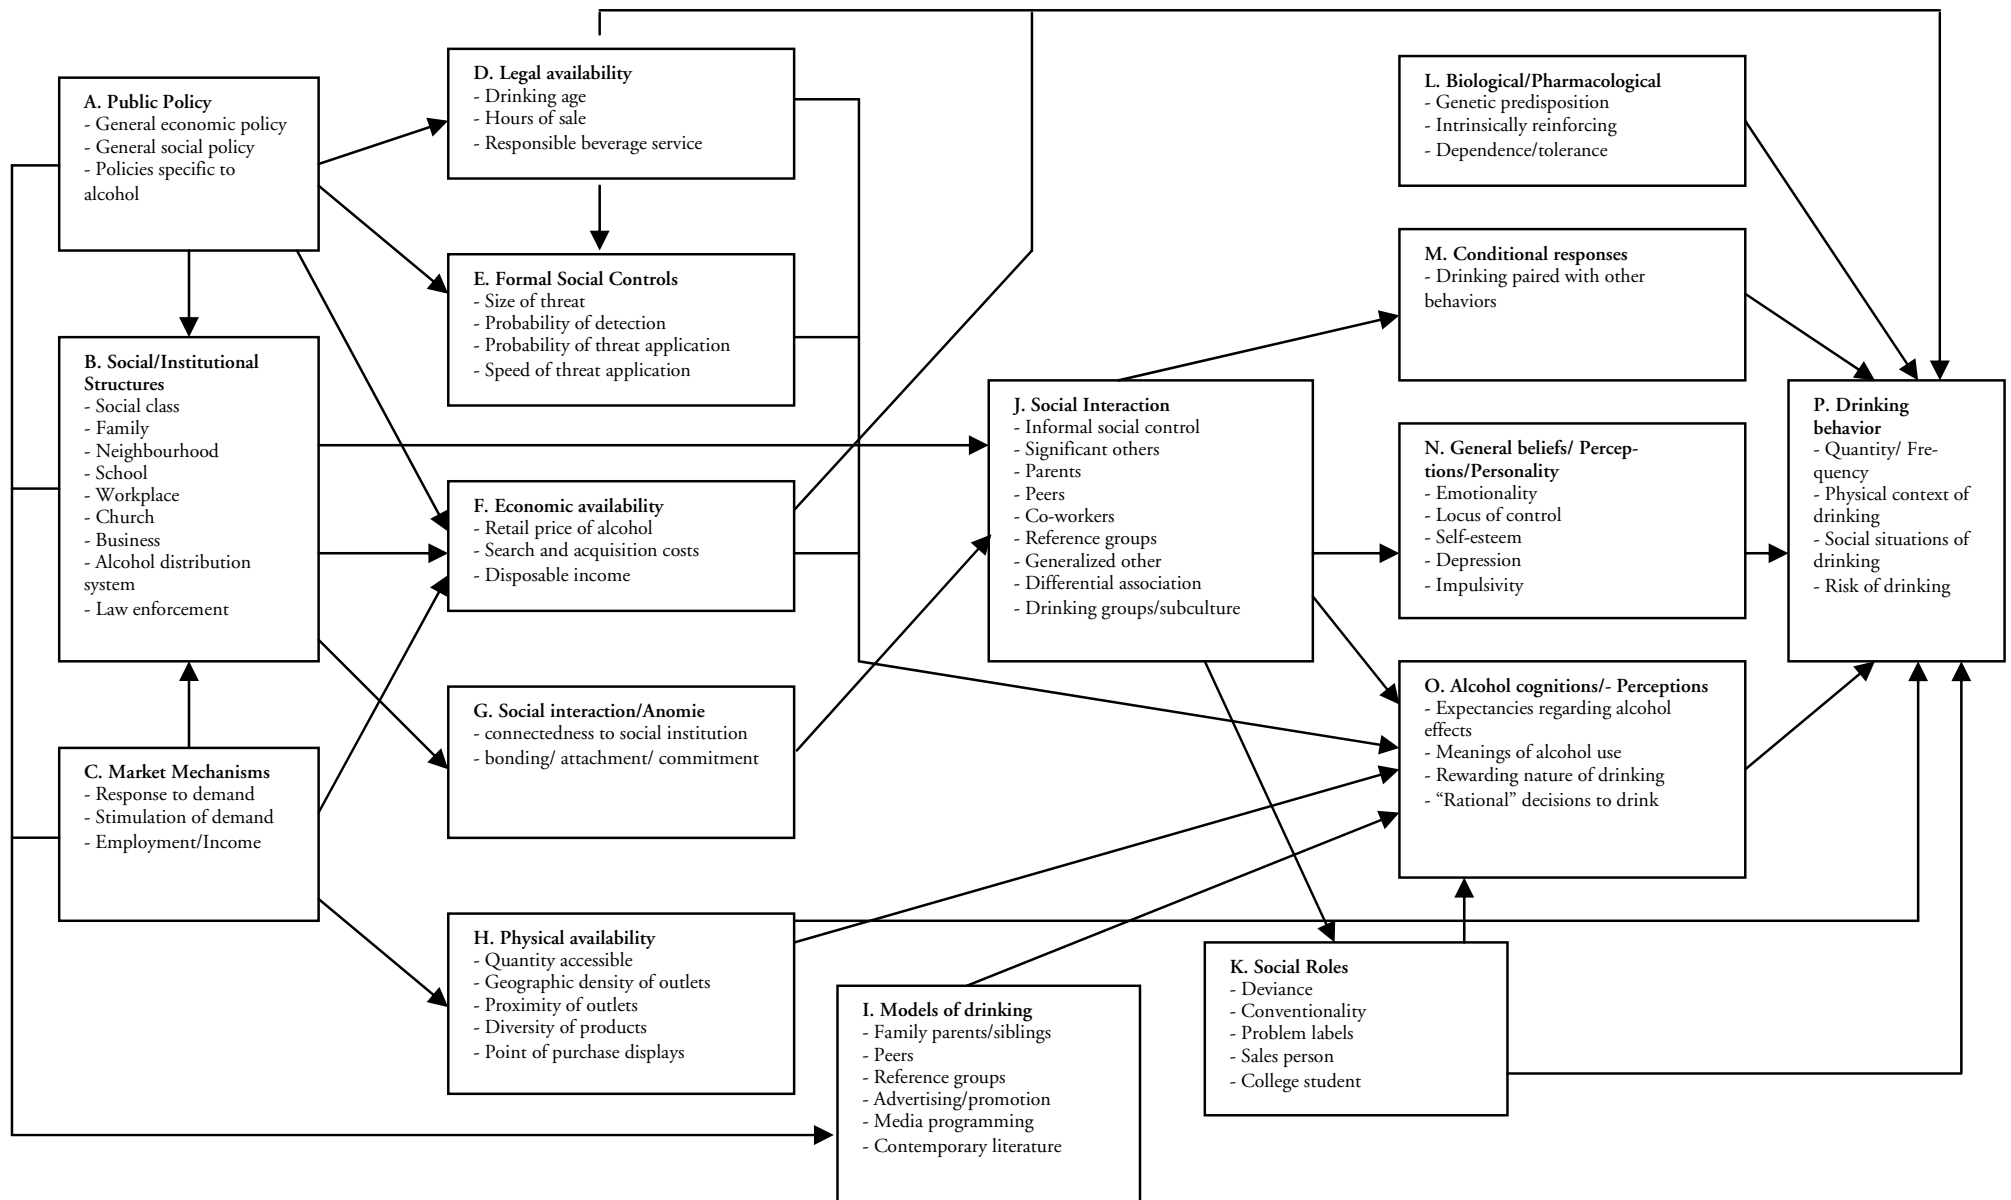 A. Public Policy
- General economic policy
- General social policy
- Policies specific to
alcohol
B. Social/Institutional
Structures
- Social class
- Family
- Neighbourhood
- School
- Workplace
- Church
- Business
- Alcohol distribution
system
- Law enforcement
C. Market Mechanisms
- Response to demand
- Stimulation of demand
- Employment/Income
D. Legal availability
- Drinking age
- Hours of sale
- Responsible beverage service
E. Formal Social Controls
- Size of threat
- Probability of detection
- Probability of threat application
- Speed of threat application
F. Economic availability
- Retail price of alcohol
- Search and acquisition costs
- Disposable income
G. Social interaction/Anomie
- connectedness to social institution
- bonding/ attachment/ commitment
H. Physical availability
- Quantity accessible
- Geographic density of outlets
- Proximity of outlets
- Diversity of products
- Point of purchase displays
I. Models of drinking
- Family parents/siblings
- Peers
- Reference groups
- Advertising/promotion
- Media programming
- Contemporary literature
J. Social Interaction
- Informal social control
- Significant others
- Parents
- Peers
- Co-workers
- Reference groups
- Generalized other
- Differential association
- Drinking groups/subculture
K. Social Roles
- Deviance
- Conventionality
- Problem labels
- Sales person
- College student
L. Biological/Pharmacological
- Genetic predisposition
- Intrinsically reinforcing
- Dependence/tolerance
M. Conditional responses
- Drinking paired with other
behaviors
N. General beliefs/ Percep-
tions/Personality
- Emotionality
- Locus of control
- Self-esteem
- Depression
- Impulsivity
O. Alcohol cognitions/- Perceptions
- Expectancies regarding alcohol
effects
- Meanings of alcohol use
- Rewarding nature of drinking
- “Rational” decisions to drink
P. Drinking
behavior
- Quantity/ Fre-
quency
- Physical context of
drinking
- Social situations of
drinking
- Risk of drinking